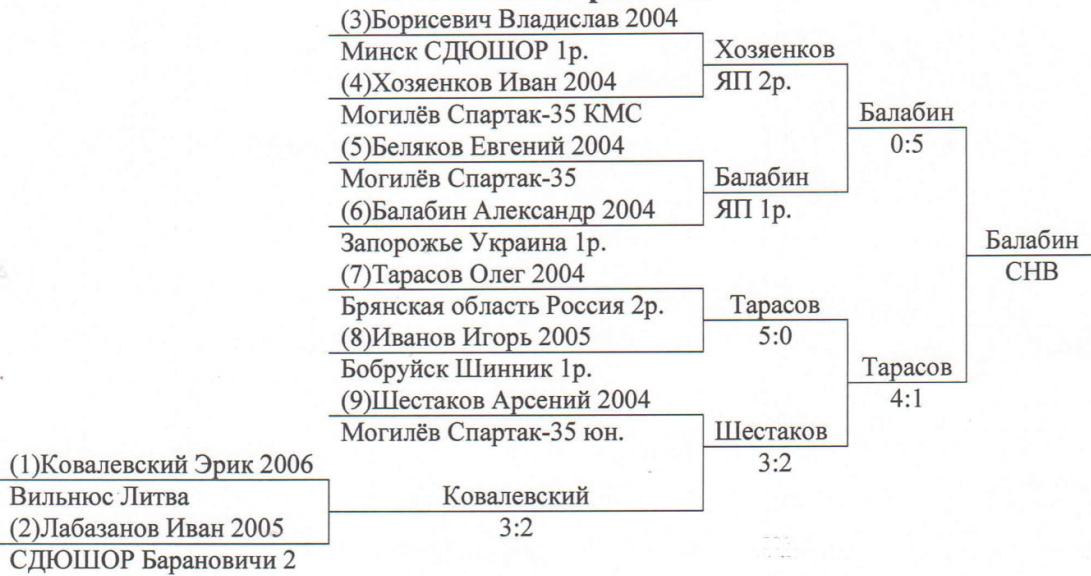 (3)Борисевич Владислав 2004
Минск СДЮШОР 1р.
(4)Хозяенков Иван 2004
Могилёв Спартак-35 КМС
(5)Беляков Евгений 2004
Могилёв Спартак-35
(6)Балабин Александр 2004
Запорожье Украина 1р.
(7)Тарасов Олег 2004
Брянская область Россия 2р.
(8)Иванов Игорь 2005
Бобруйск Шинник 1р.
(9)Шестаков Арсений 2004
Могилёв Спартак-35 юн.
(1)Ковалевский Эрик 2006
Вильнюс Литва
(2)Лабазанов Иван 2005
СДЮШОР Барановичи 2
Ковалевский
3:2
Хозяенков
ЯП 2р.
Балабин
ЯП 1р.
Тарасов
5:0
Шестаков
3:2
Балабин
0:5
Тарасов
4:1
Балабин
СНВ